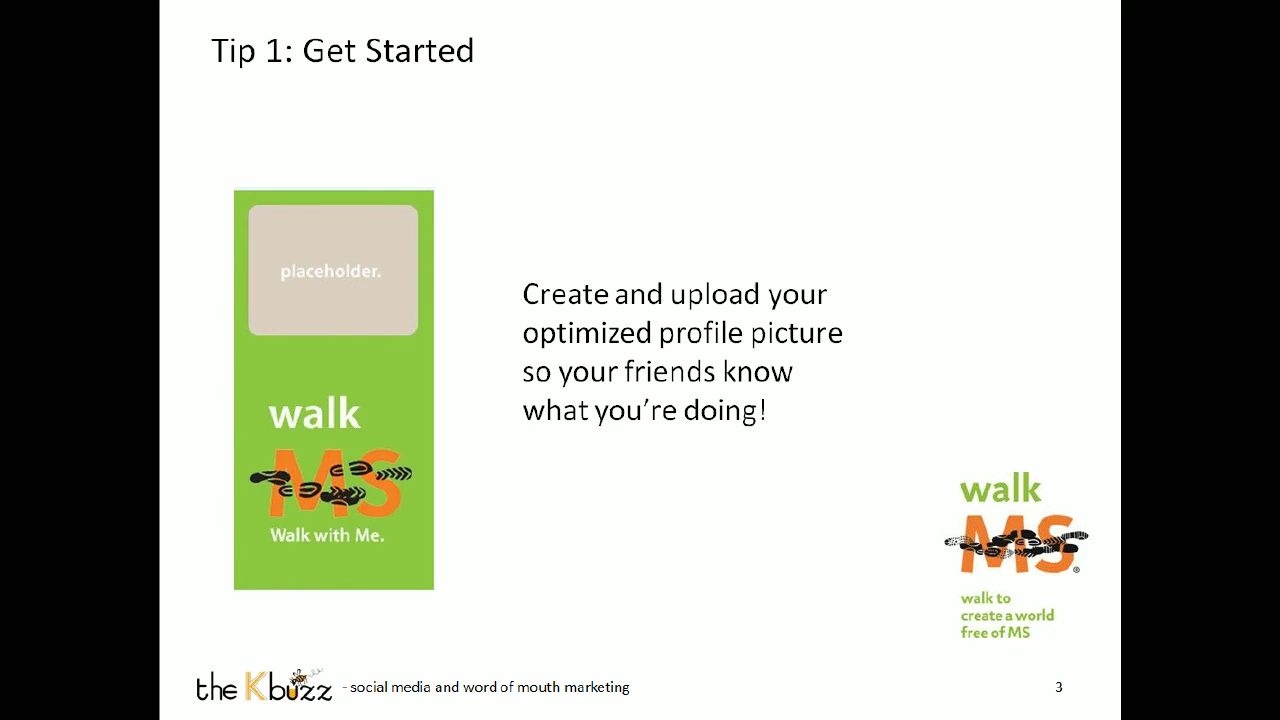 Tip 1: Get Started
placeholder.
walk
MS
Walk with Me.
Create and upload your
optimized profile picture
so your friends know
what you're doing!
walk
MS®
walk to
create a world
free of MS
the Kbuzz - social media and word of mouth marketing
3